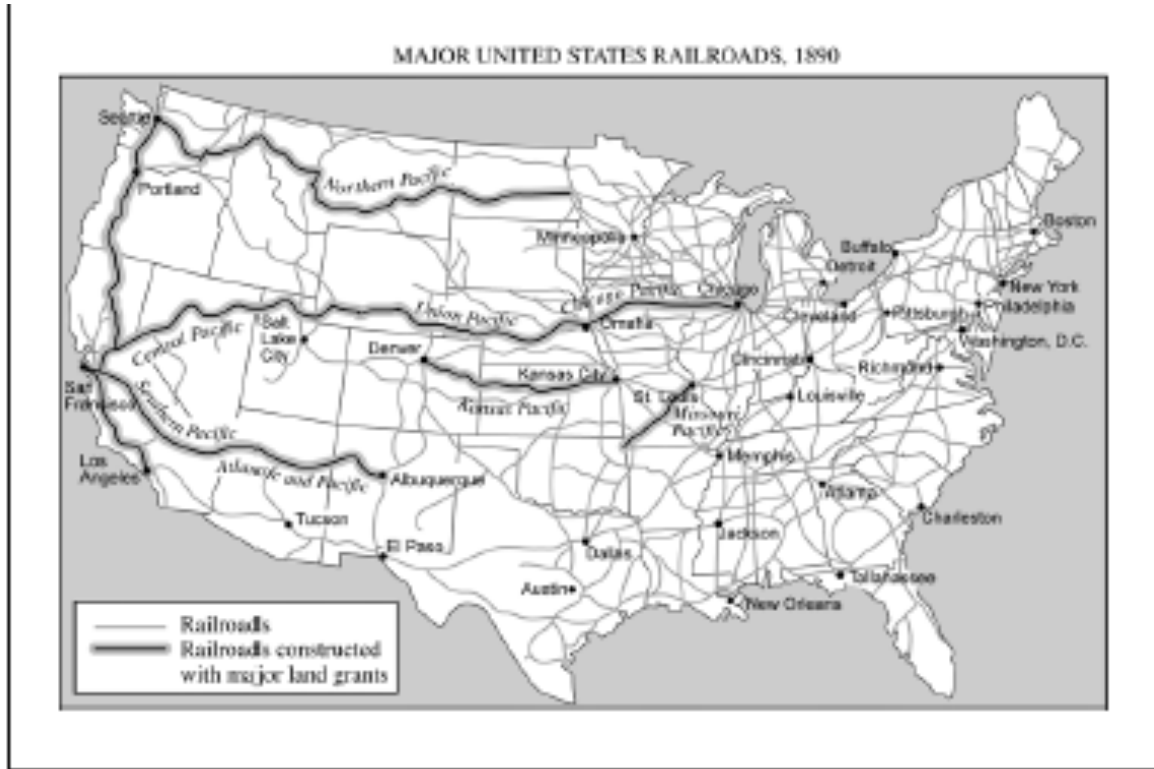 MAJOR UNITED STATES RAILROADS, 1890
Seattle
Portland
Northern Pacific
Minneapolis
Boston
Buffalo
Detroit
New York
Chicago
Pacific
Chicago
Union Pacific
Omaha
Cleveland
Pittsburgh
Philadelphia
Washington, D.C.
Central Pacific
Salt
Lake
City
Denver
Kansas City
Cincinnati
Richmond
San
Francisco
Kansas Pacific
St. Louis
Missouri
Pacific
Louisville
Southern Pacific
Los
Angeles
Atlantic and Pacific
Albuquerque
Memphis
Atlanta
Charleston
Tucson
El Paso
Dallas
Jackson
Austin
Tallahassee
New Orleans
Railroads
Railroads constructed
with major land grants